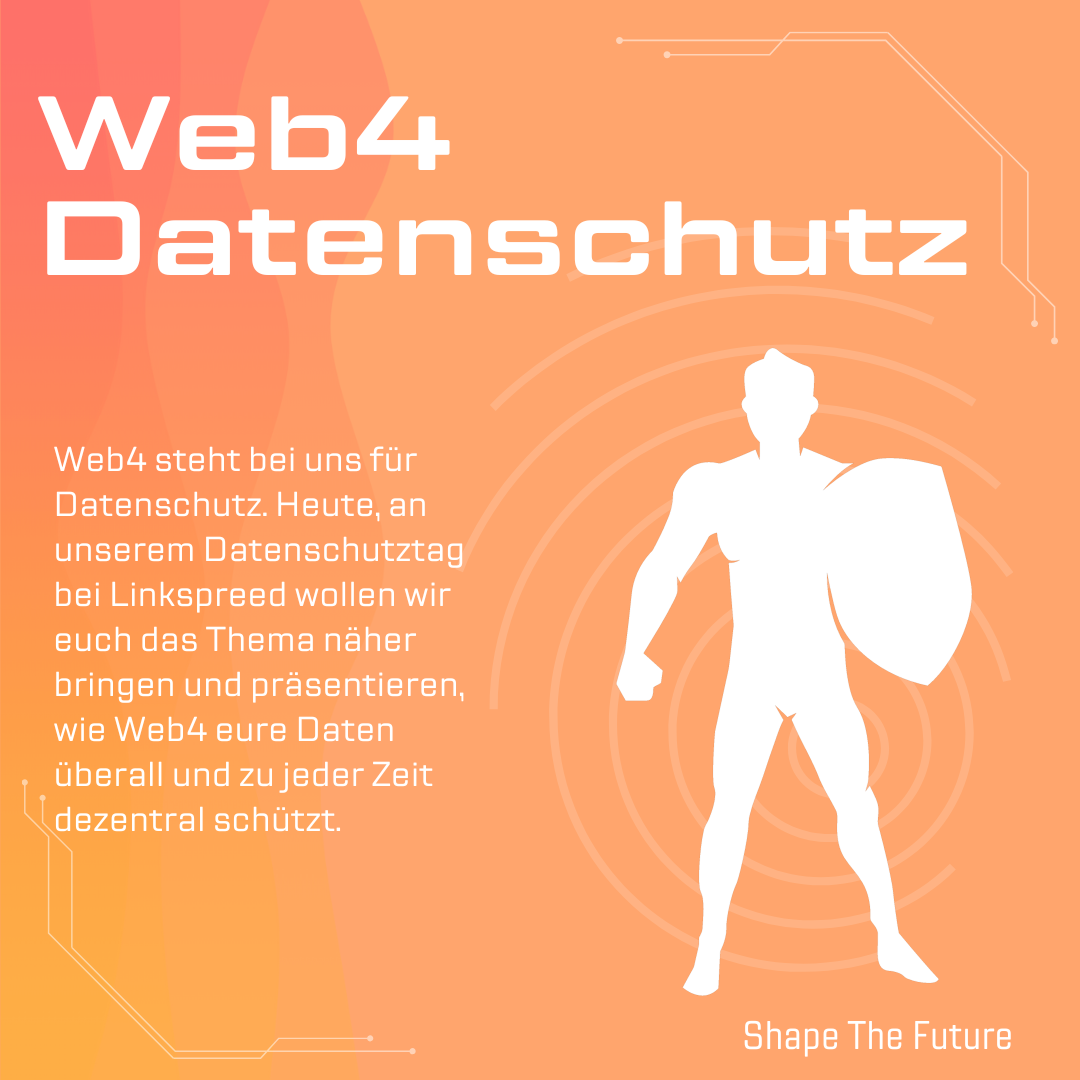 Web4
Datenschutz
Web4 steht bei uns für
Datenschutz. Heute, an
unserem Datenschutztag
bei Linkspreed wollen wir
euch das Thema näher
bringen und präsentieren,
wie Web4 eure Daten
überall und zu jeder Zeit
dezentral schützt.
Shape The Future